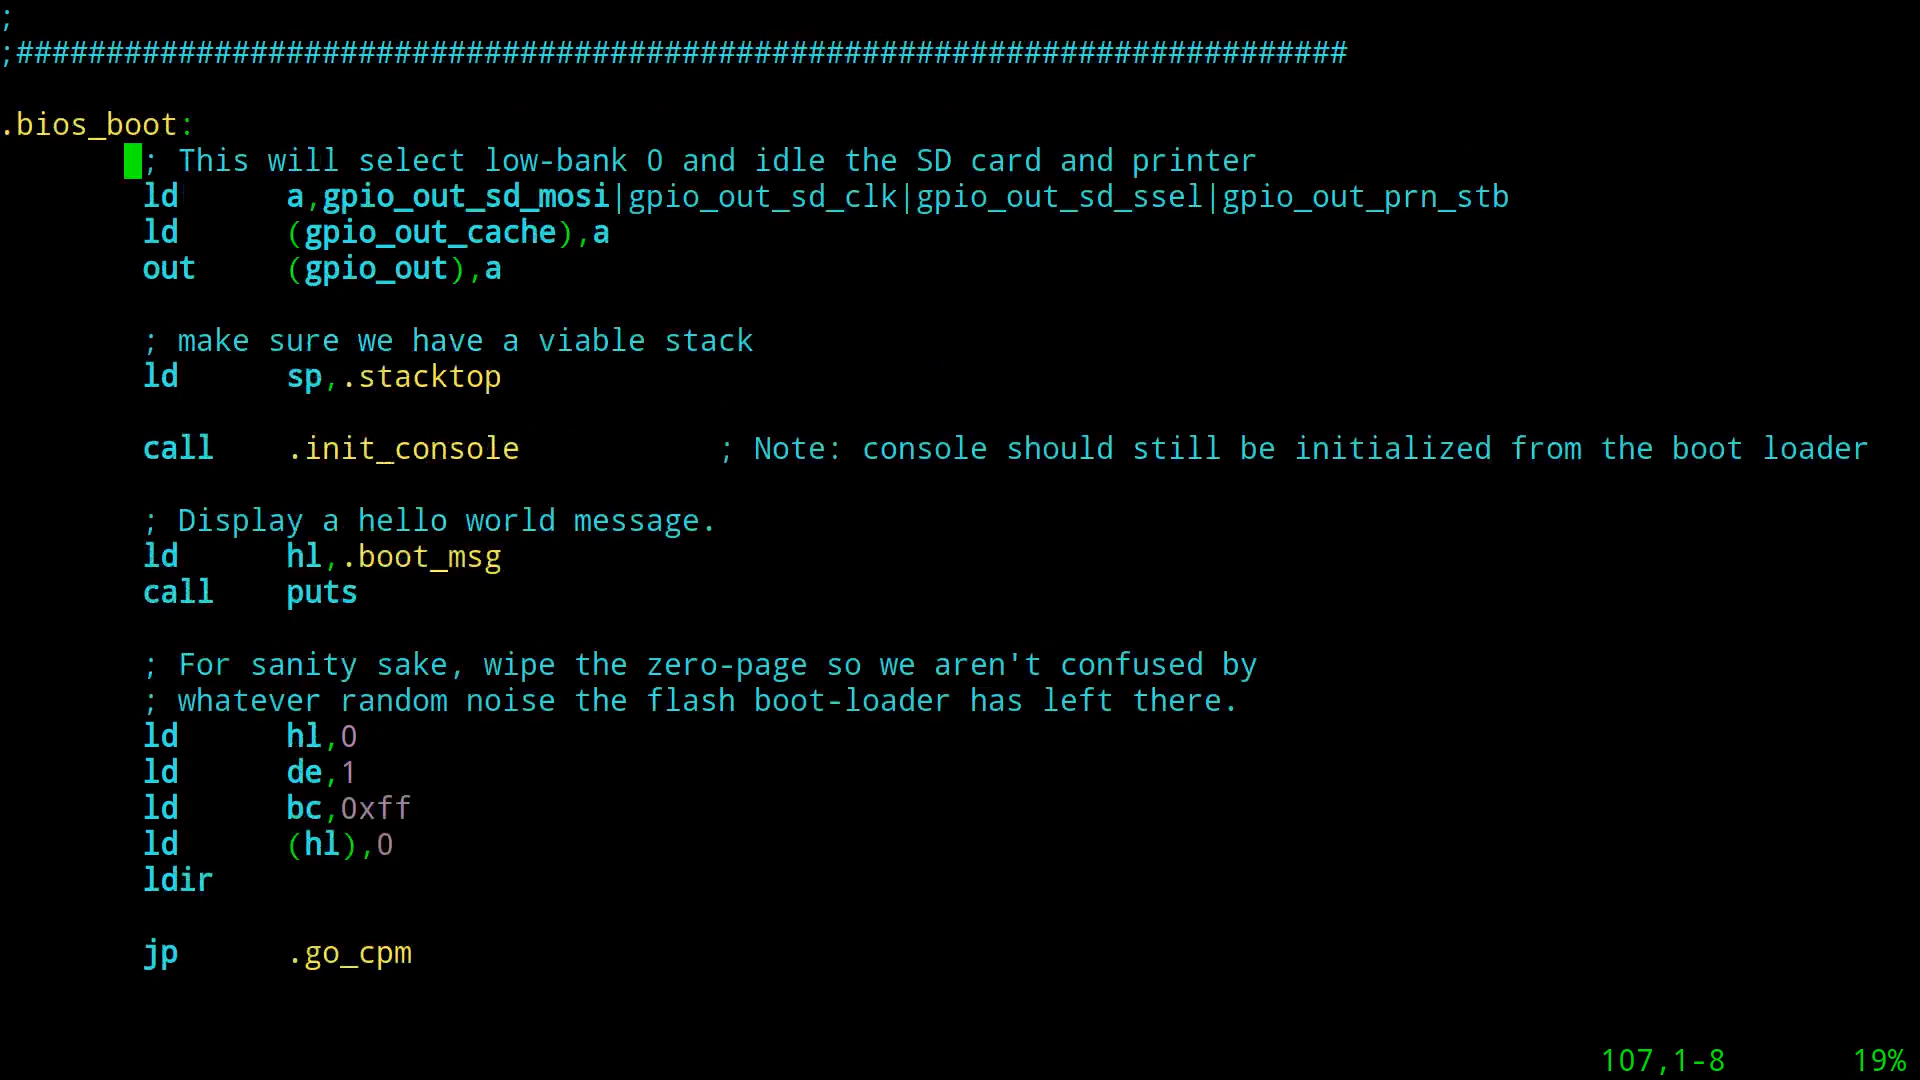 ;
;##########################################################################
.bios_boot:
; This will select low-bank 0 and idle the SD card and printer
ld a,gpio_out_sd_mosi|gpio_out_sd_clk|gpio_out_sd_ssel|gpio_out_prn_stb
ld (gpio_out_cache),a
out (gpio_out),a
; make sure we have a viable stack
ld sp,.stacktop
call .init_console ; Note: console should still be initialized from the boot loader
; Display a hello world message.
ld hl,.boot_msg
call puts
; For sanity sake, wipe the zero-page so we aren't confused by
; whatever random noise the flash boot-loader has left there.
ld hl,0
ld de,1
ld bc,0xff
ld (hl),0
ldir
jp .go_cpm
107,1-8 19%